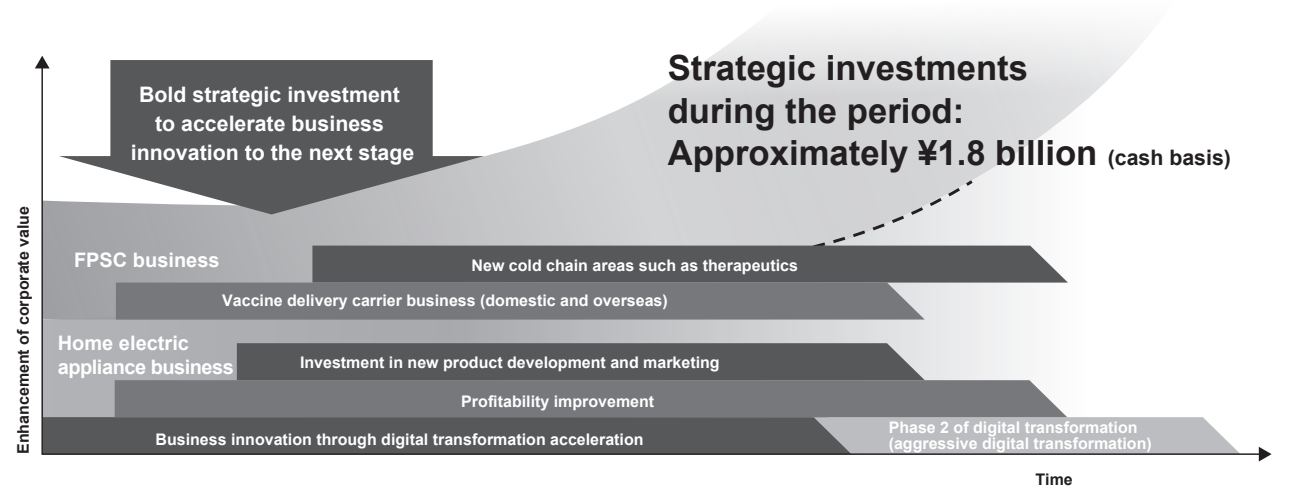 Bold strategic investment
to accelerate business
innovation to the next stage
Strategic investments
during the period:
Approximately ¥1.8 billion (cash basis)
Enhancement of corporate value
FPSC business
New cold chain areas such as therapeutics
Vaccine delivery carrier business (domestic and overseas)
Home electric
appliance business
Investment in new product development and marketing
Profitability improvement
Business innovation through digital transformation acceleration
Phase 2 of digital transformation
(aggressive digital transformation)
Time